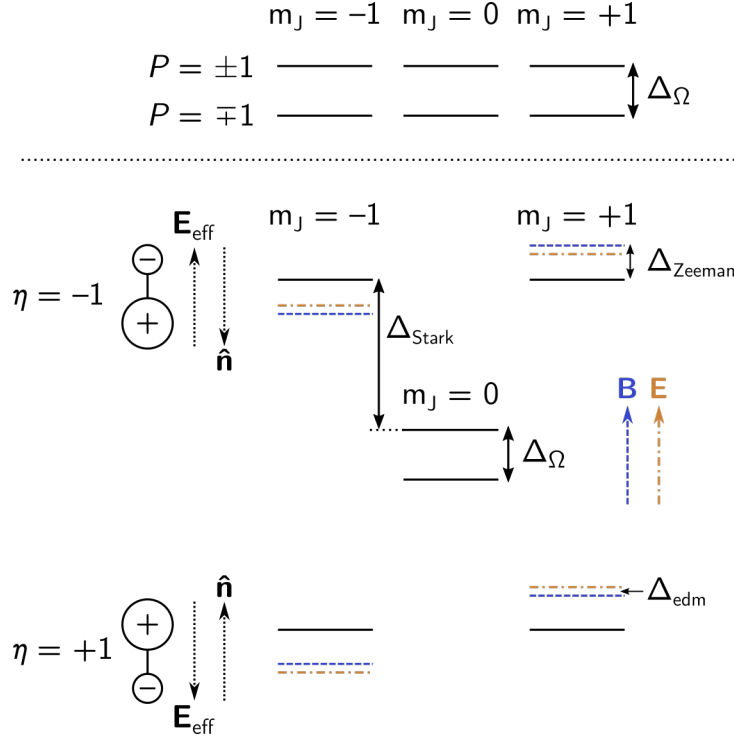 m_J = –1 m_J = 0 m_J = +1
P = ±1
Δ_Ω
P = ∓1
m_J = –1 m_J = +1
E_eff
Δ_Zeeman
η = –1
Δ_Stark
n̂
m_J = 0
B E
Δ_Ω
n̂
Δ_edm
η = +1
E_eff